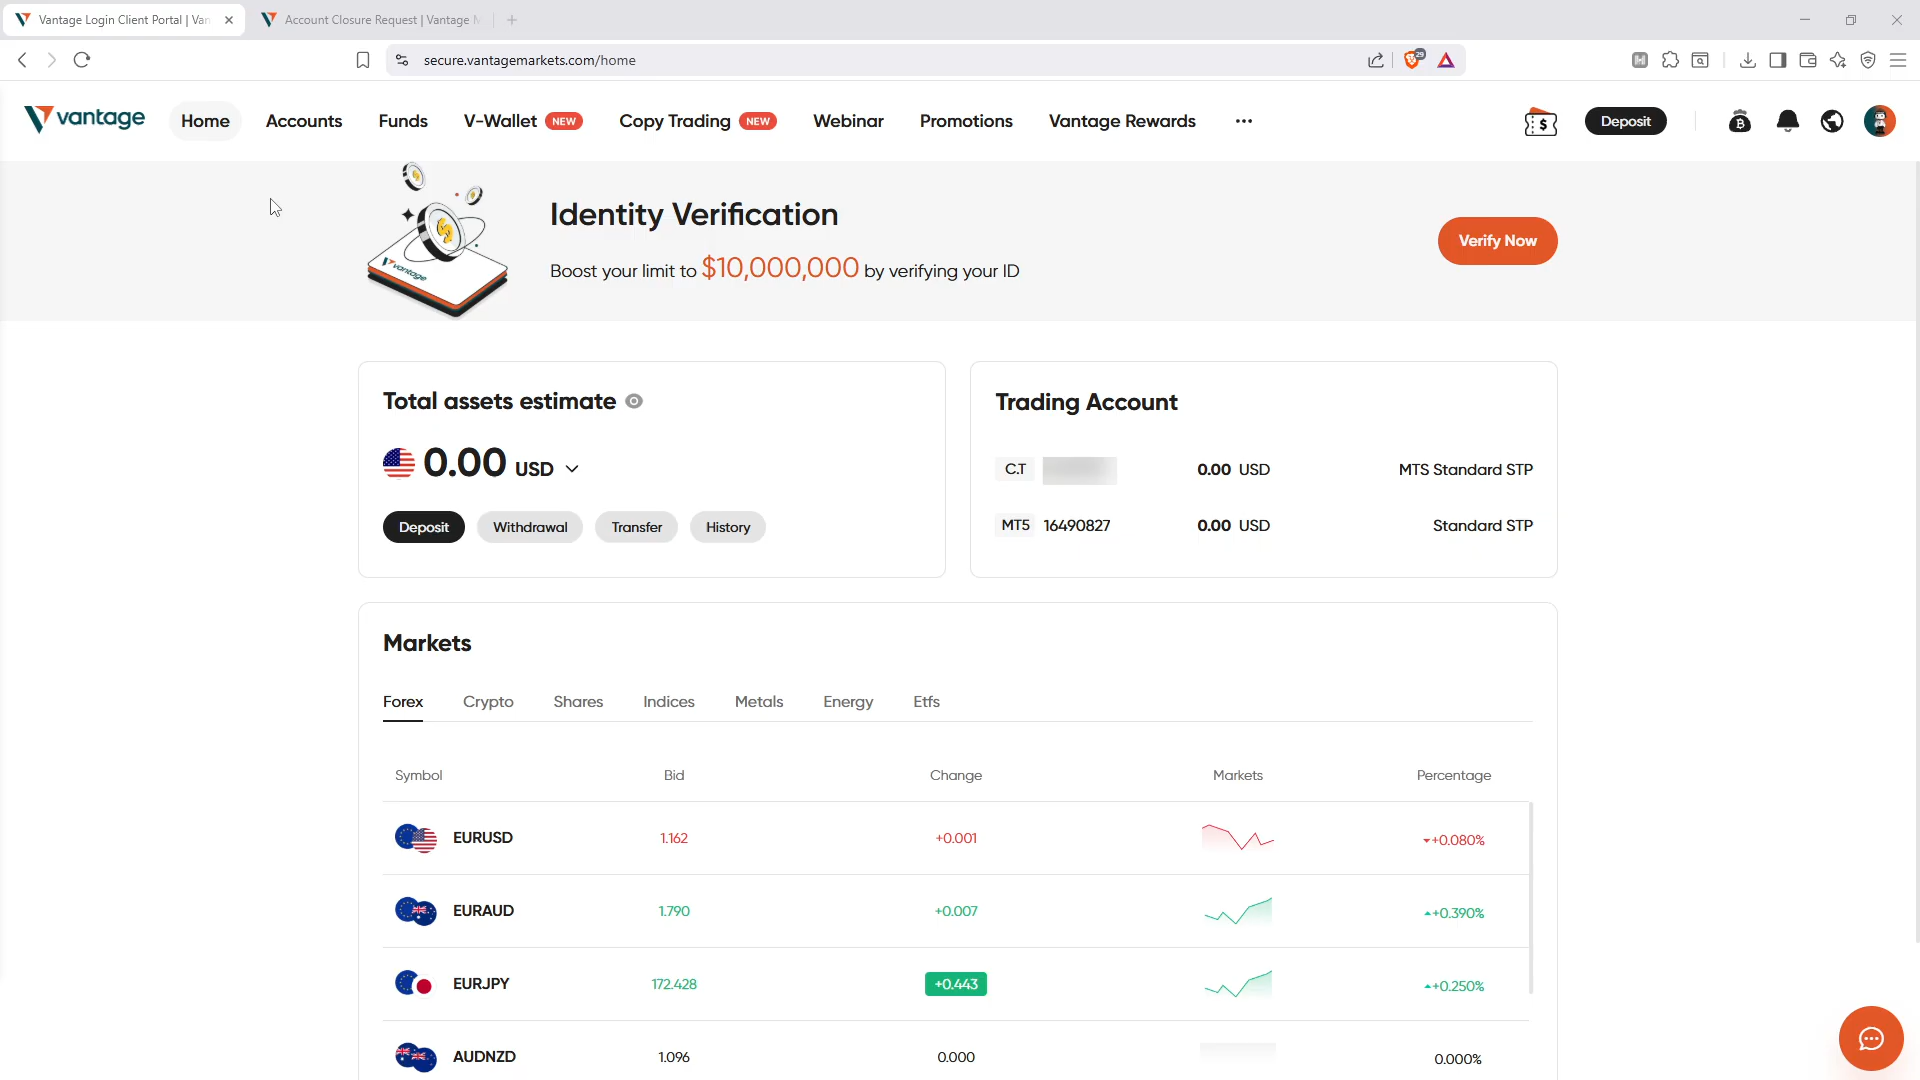 Vantage Login Client Portal | Van
Account Closure Request | Vantage M
secure.vantagemarkets.com/home
29
vantage
Home
Accounts
Funds
V-Wallet NEW
Copy Trading NEW
Webinar
Promotions
Vantage Rewards
$
Deposit
Identity Verification
Boost your limit to $10,000,000 by verifying your ID
Verify Now
vantage
Total assets estimate
0.00 USD
Deposit
Withdrawal
Transfer
History
Trading Account
C.T 0.00 USD MTS Standard STP
MT5 16490827 0.00 USD Standard STP
Markets
Forex Crypto Shares Indices Metals Energy Etfs
Symbol Bid Change Markets Percentage
EURUSD 1.162 +0.001 +0.080%
EURAUD 1.790 +0.007 +0.390%
EURJPY 172.428 +0.443 +0.250%
AUDNZD 1.096 0.000 0.000%